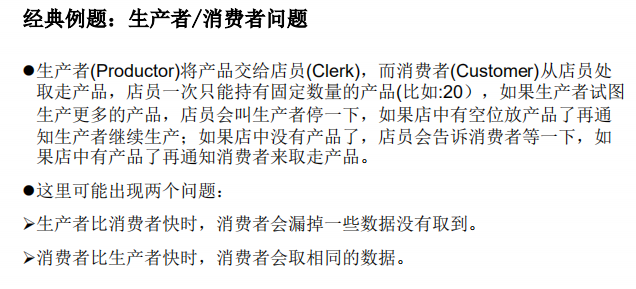 经典例题：生产者/消费者问题
●生产者(Productor)将产品交给店员(Clerk)，而消费者(Customer)从店员处
取走产品，店员一次只能持有固定数量的产品(比如:20），如果生产者试图
生产更多的产品，店员会叫生产者停一下，如果店中有空位放产品了再通
知生产者继续生产；如果店中没有产品了，店员会告诉消费者等一下，如
果店中有产品了再通知消费者来取走产品。
●这里可能出现两个问题：
➢生产者比消费者快时，消费者会漏掉一些数据没有取到。
➢消费者比生产者快时，消费者会取相同的数据。